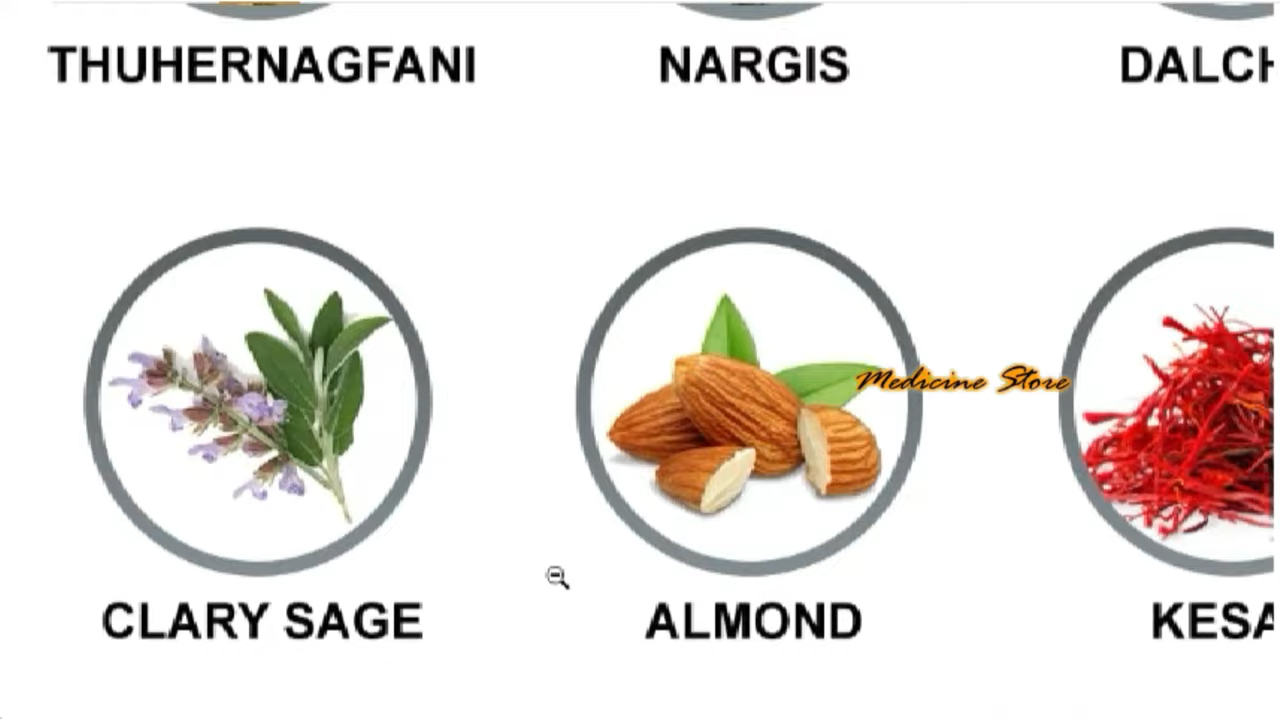 THUHERNAGFANI
NARGIS
Medicine Store
CLARY SAGE
ALMOND